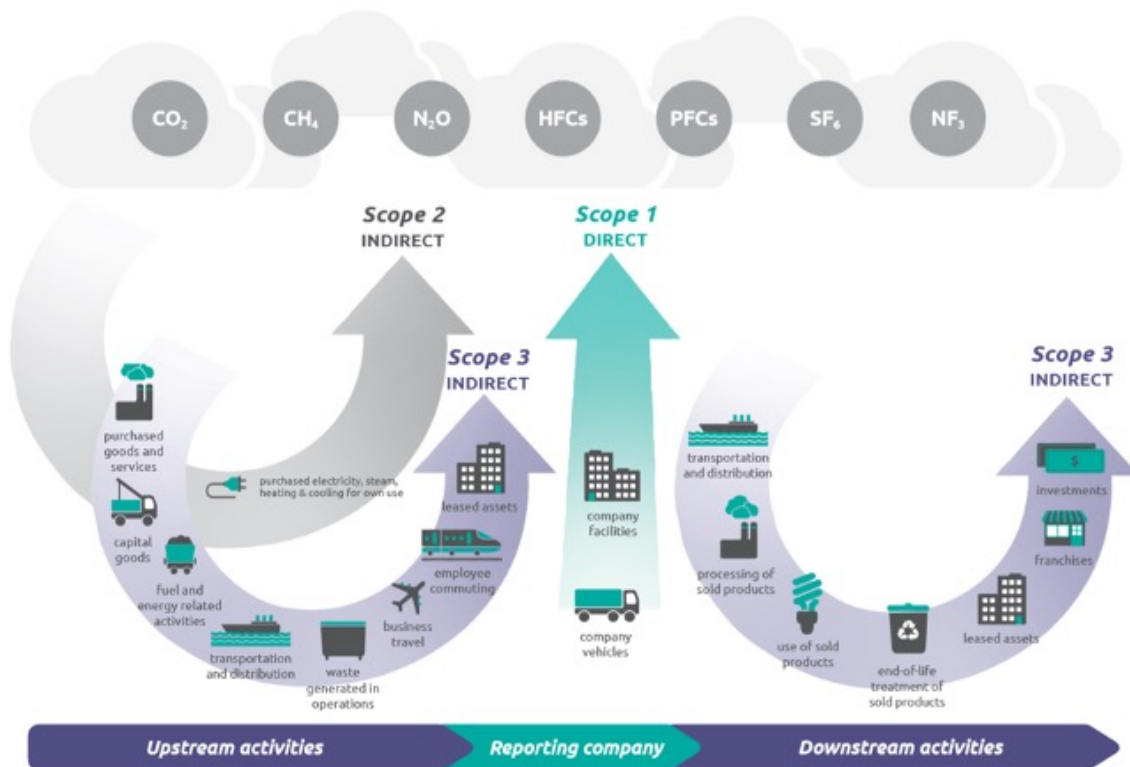 CO₂
CH₄
N₂O
HFCs
PFCs
SF₆
NF₃
Scope 2
INDIRECT
Scope 1
DIRECT
Scope 3
INDIRECT
Scope 3
INDIRECT
purchased
goods and
services
capital
goods
fuel and
energy related
activities
transportation
and distribution
waste
generated in
operations
business
travel
employee
commuting
leased assets
purchased electricity, steam,
heating & cooling for own use
company
facilities
company
vehicles
transportation
and distribution
processing of
sold products
use of sold
products
end-of-life
treatment of
sold products
leased assets
franchises
$
investments
Upstream activities
Reporting company
Downstream activities